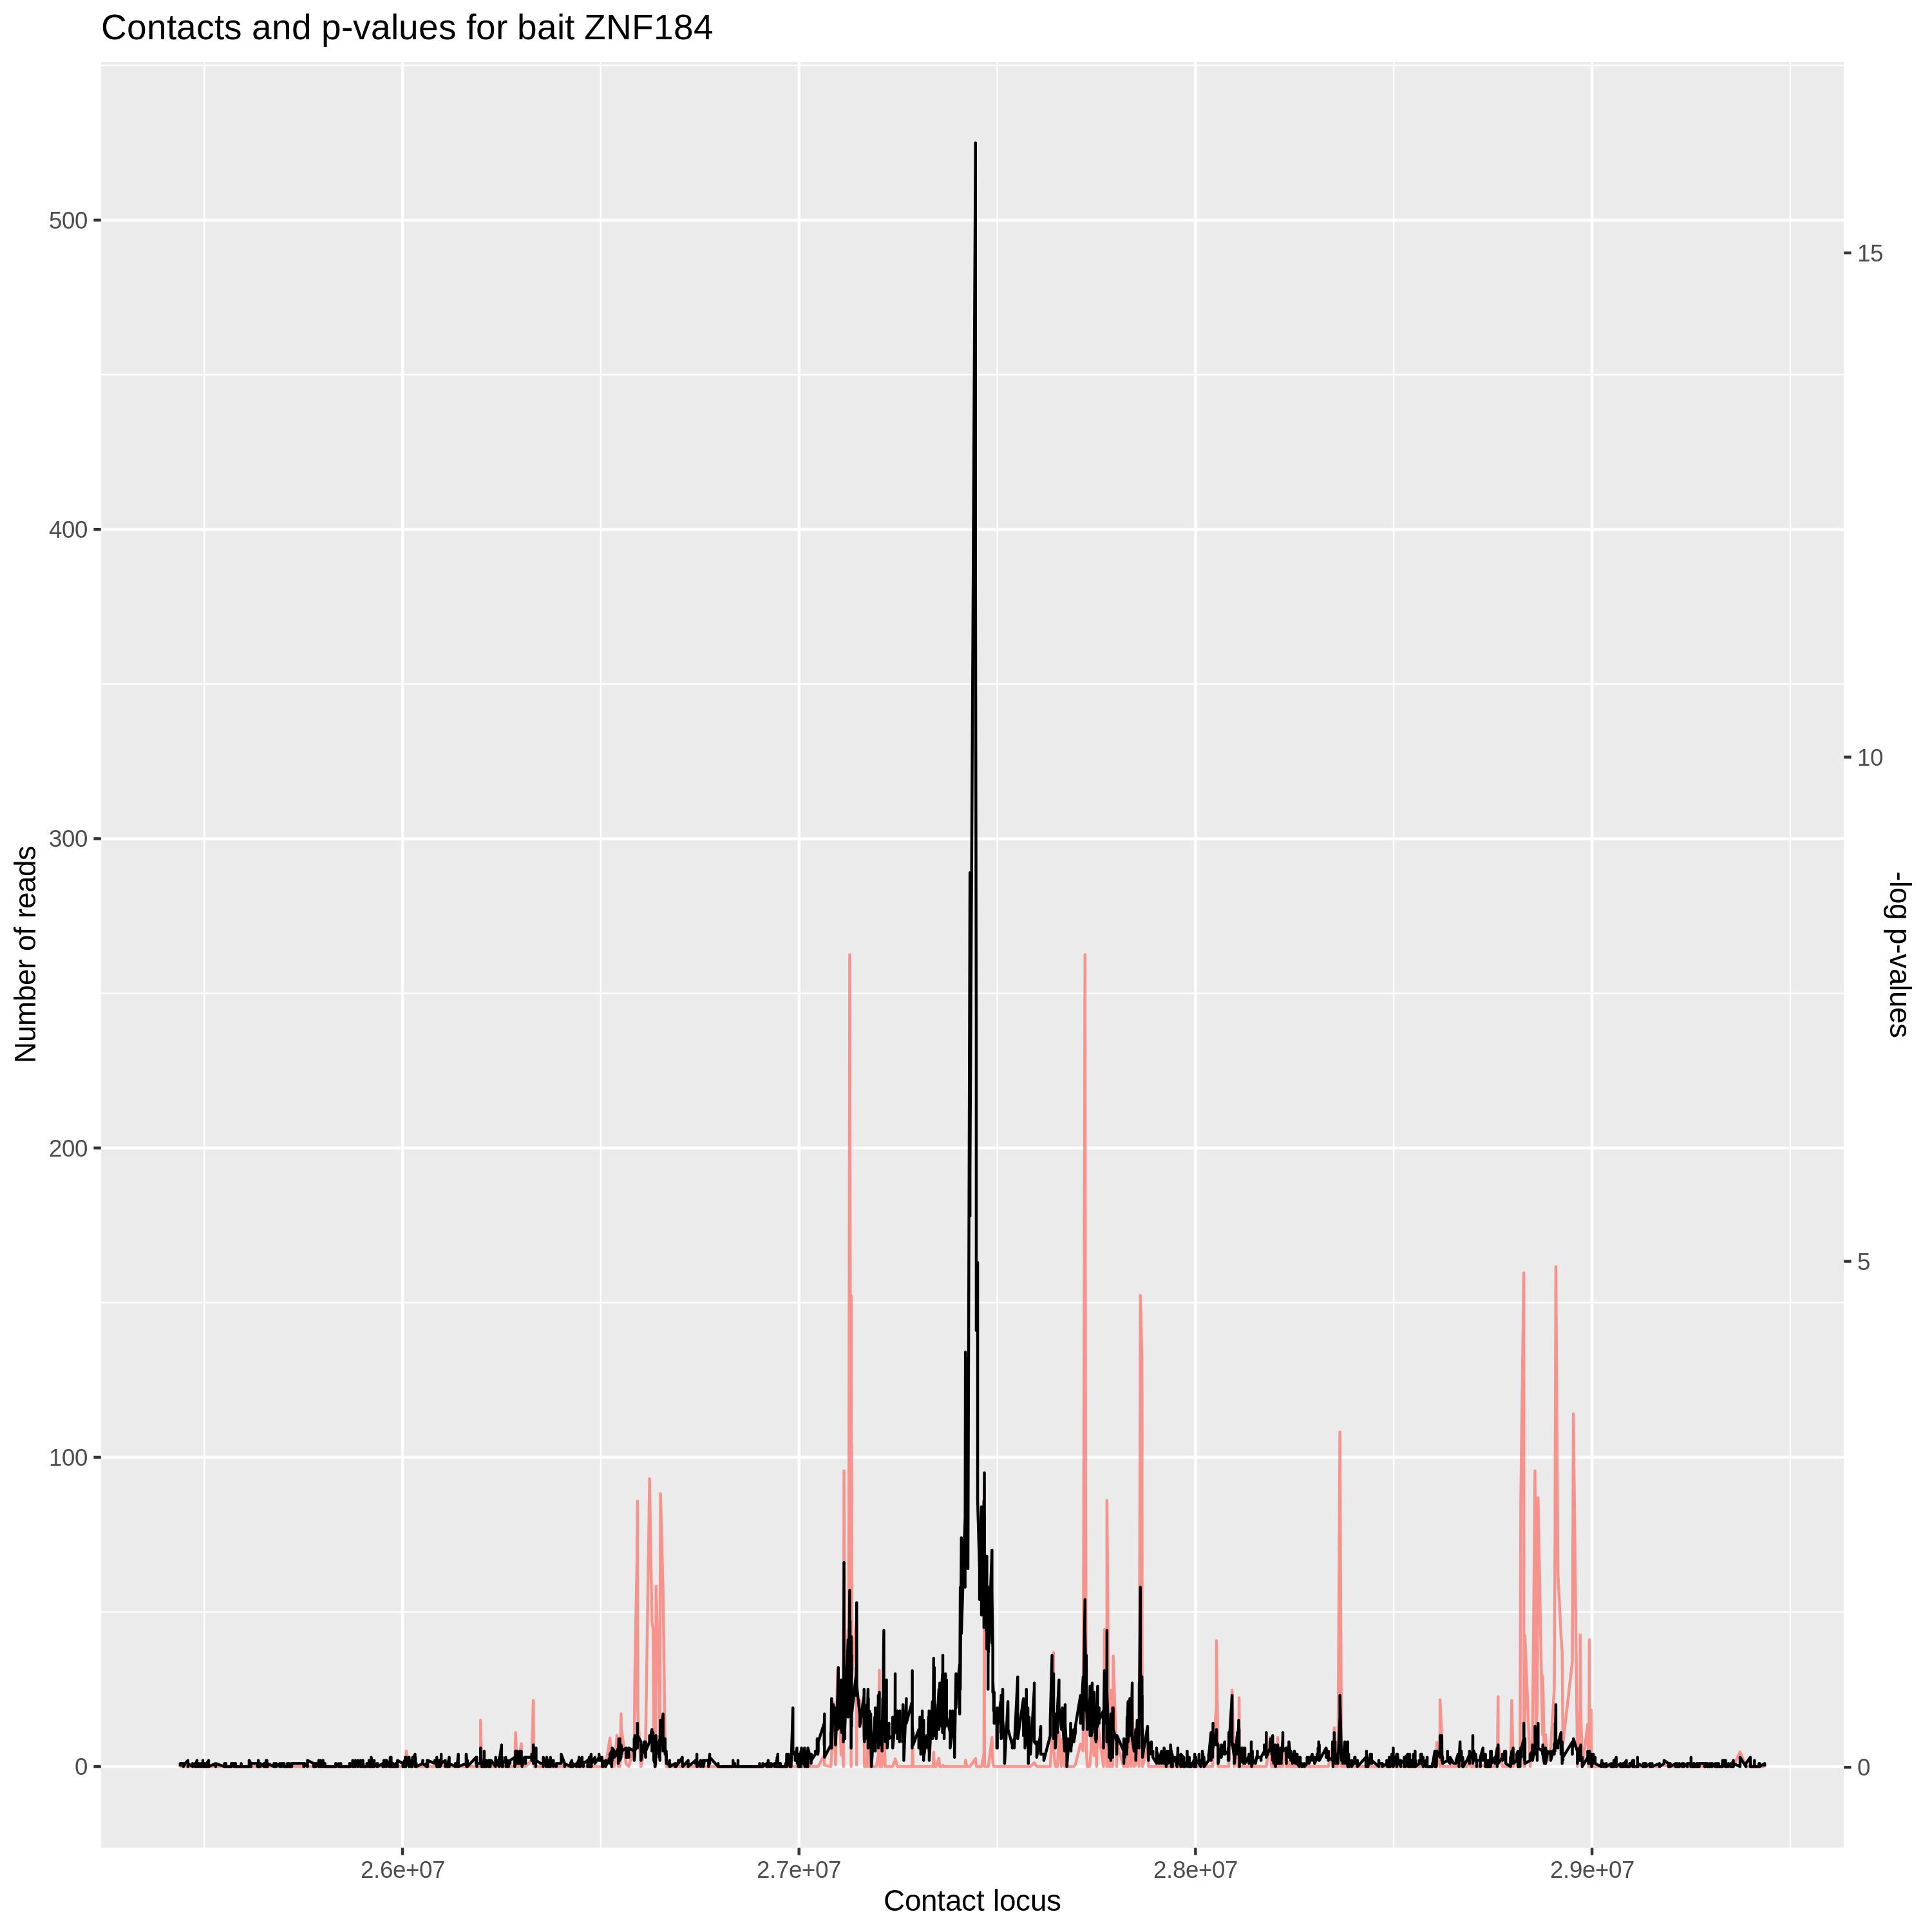 Contacts and p-values for bait ZNF184
Number of reads
500
400
300
200
100
0
15
10
5
0
-log p-values
2.6e+07
2.7e+07
2.8e+07
2.9e+07
Contact locus